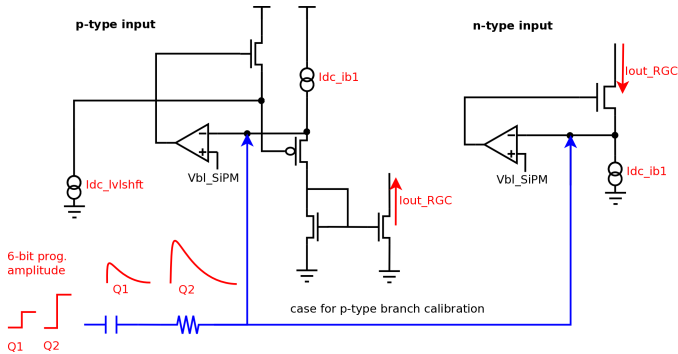 p-type input
n-type input
Idc_ib1
Iout_RGC
Vbl_SiPM
Idc_lvlshft
Vbl_SiPM
Idc_ib1
Iout_RGC
6-bit prog.
amplitude
Q1
Q2
case for p-type branch calibration
Q1
Q2